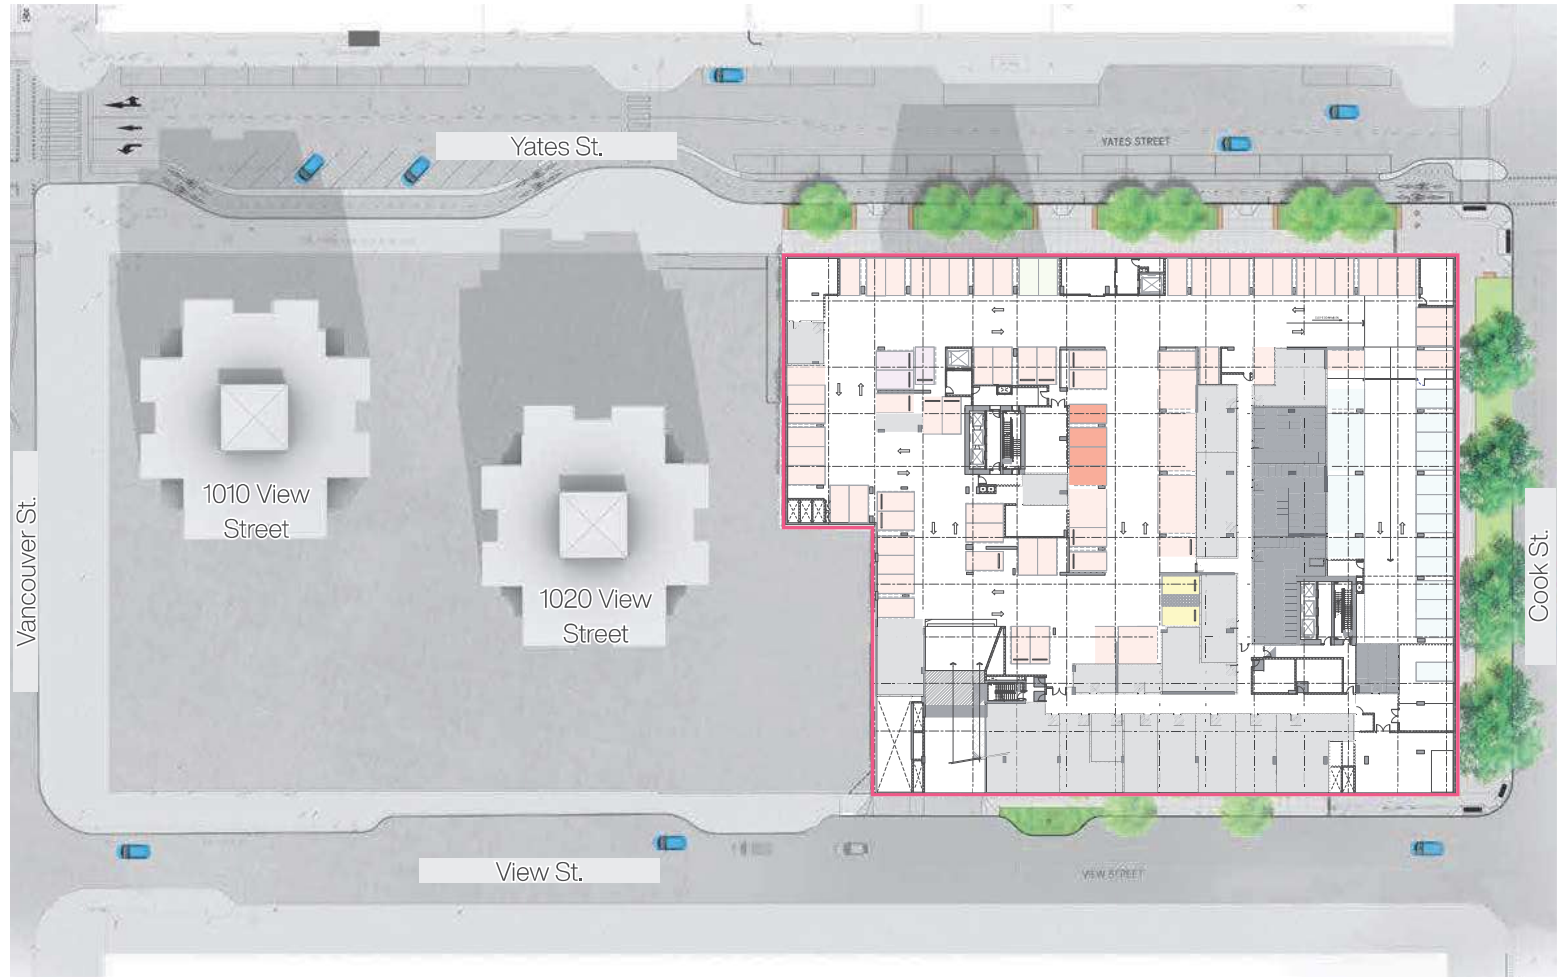 Yates St.
YATES STREET
1010 View
Street
1020 View
Street
Vancouver St.
Cook St.
View St.
VIEW STREET